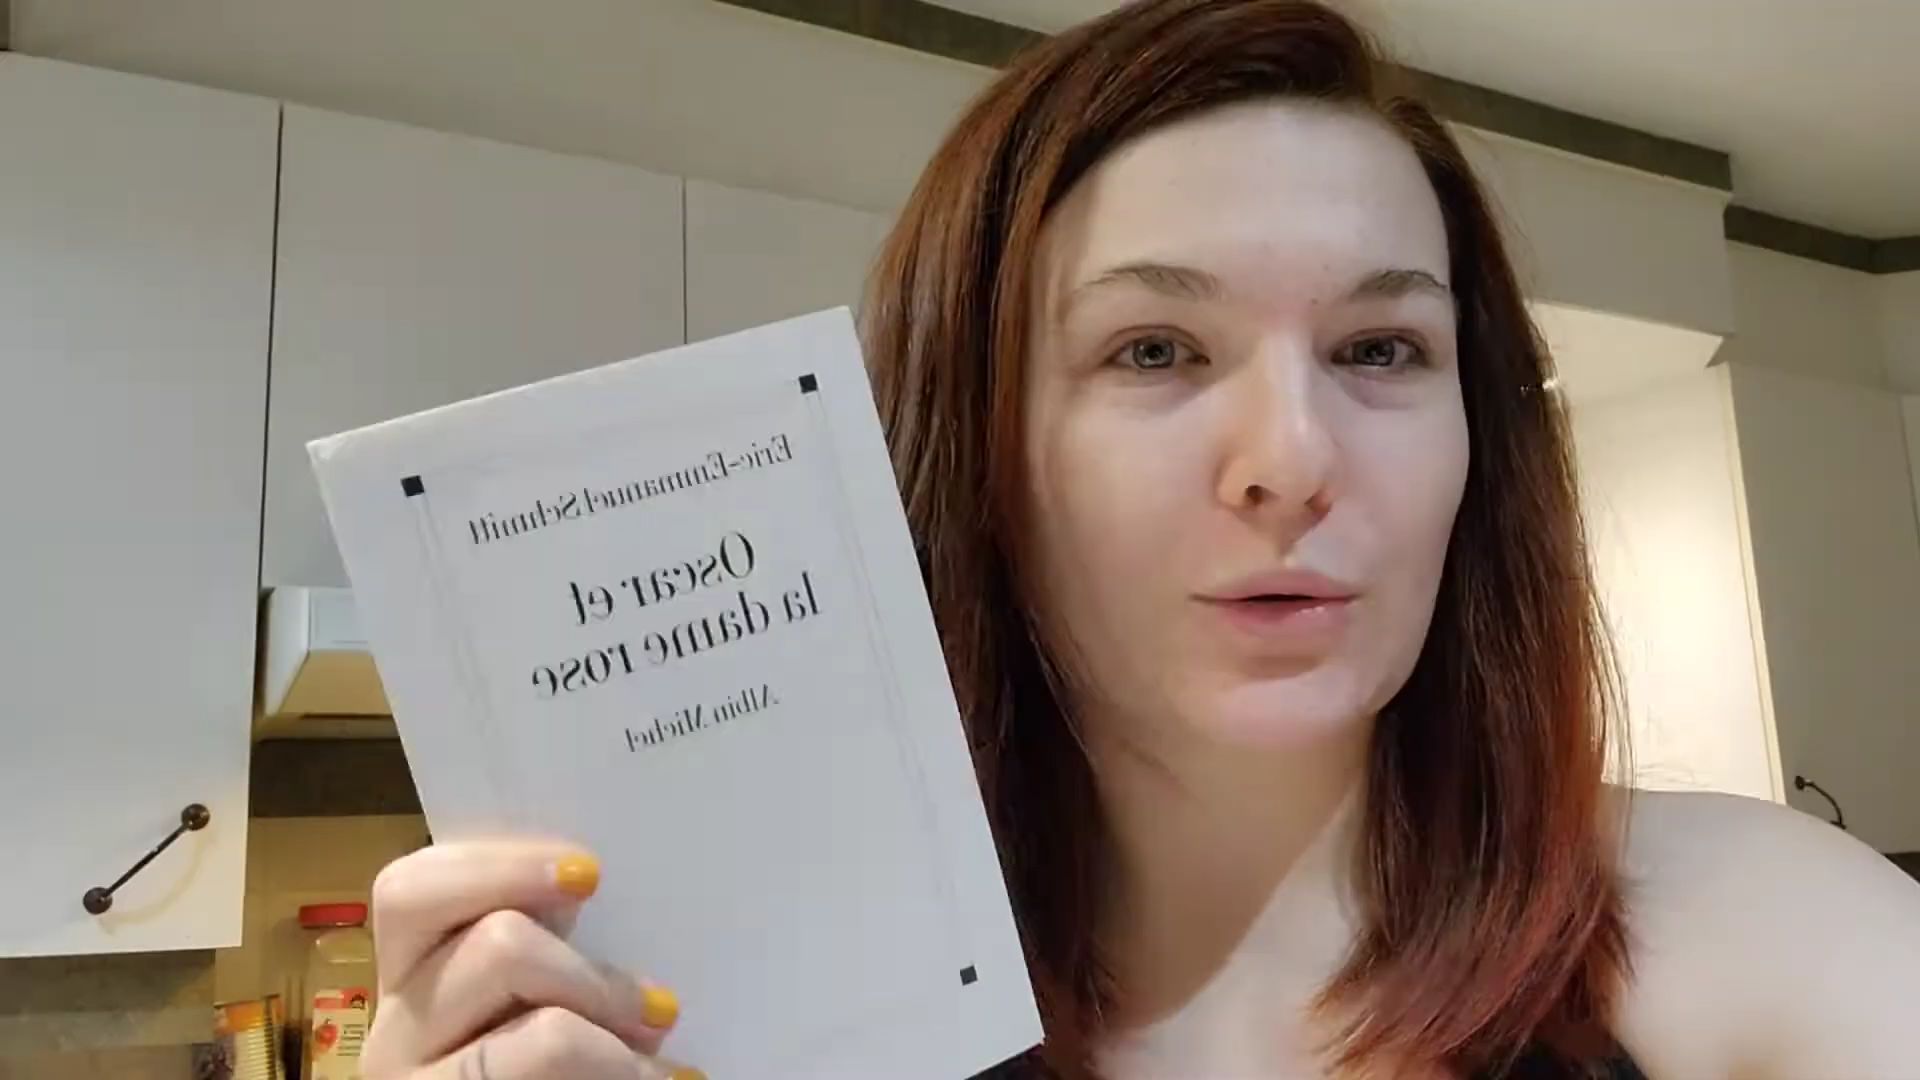 Eric-Emmanuel Schmitt
Oscar et
la dame rose
Albin Michel